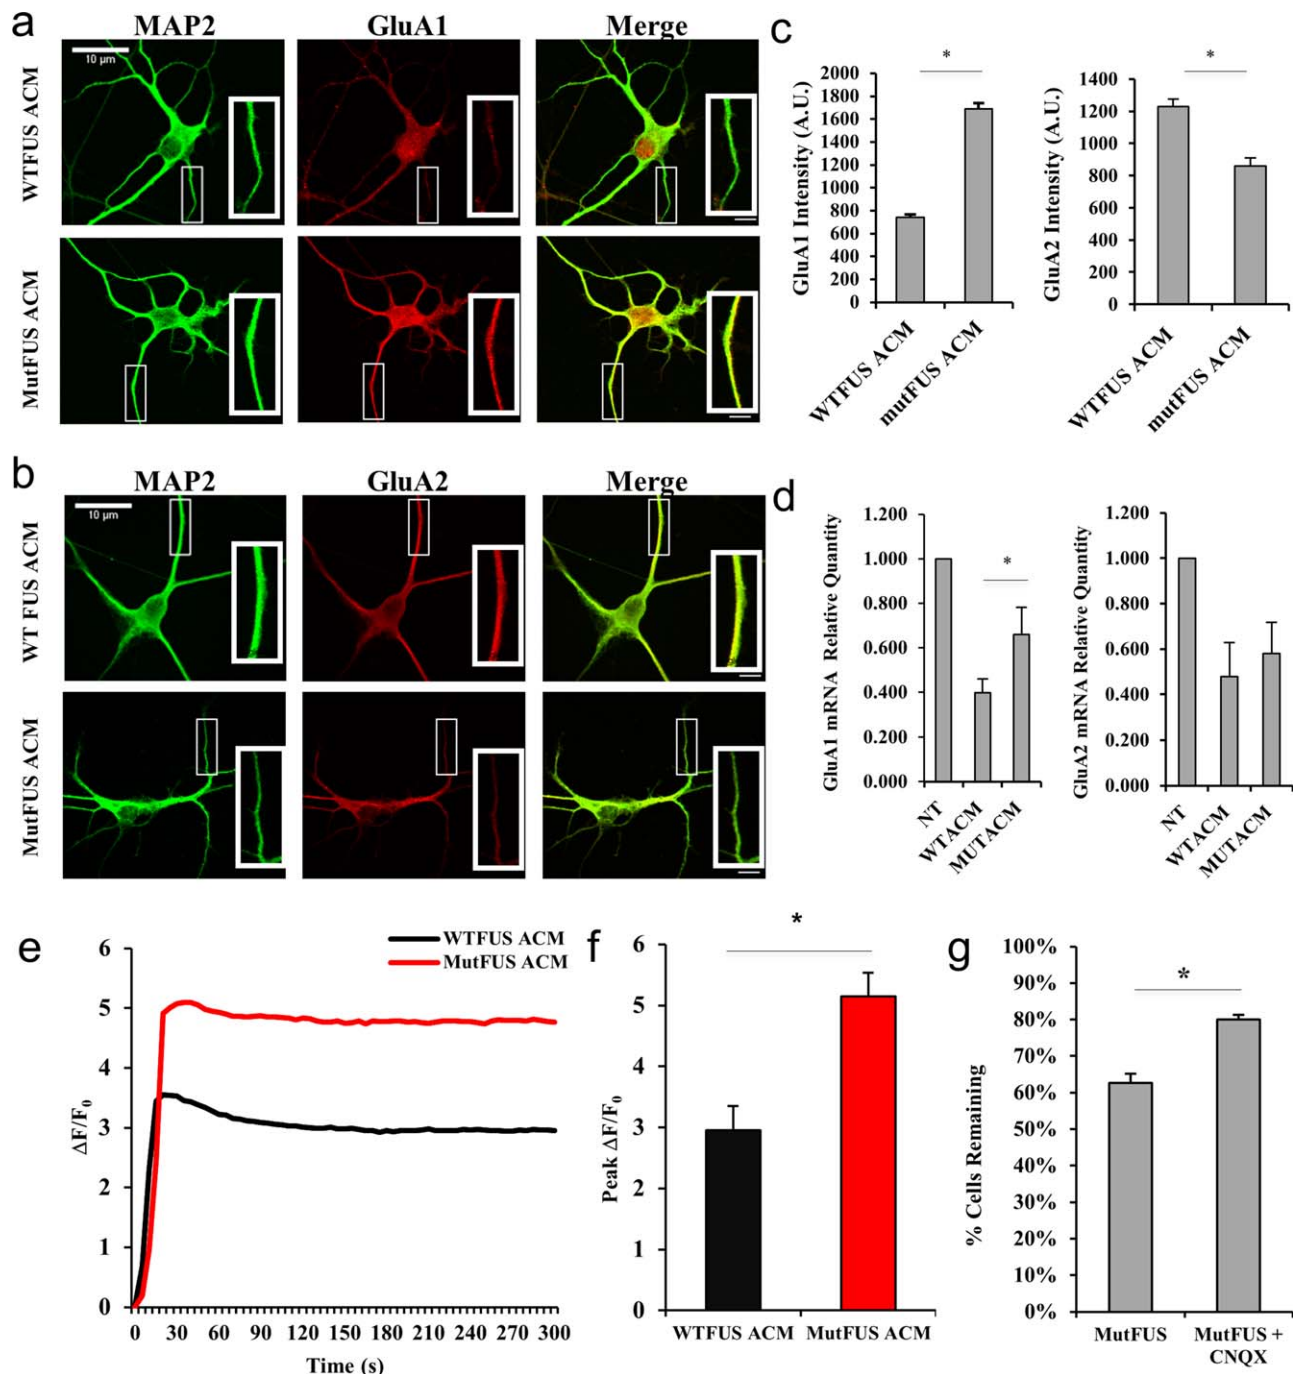 a
MAP2
GluA1
Merge
WTFUS ACM
10 µm
MutFUS ACM
b
MAP2
GluA2
Merge
WT FUS ACM
10 µm
MutFUS ACM
c
GluA1 Intensity (A.U.)
2000
1800
1600
1400
1200
1000
800
600
400
200
0
*
WTFUS ACM
mutFUS ACM
GluA2 Intensity (A.U.)
1400
1200
1000
800
600
400
200
0
*
WTFUS ACM
mutFUS ACM
d
GluA1 mRNA Relative Quantity
1.200
1.000
0.800
0.600
0.400
0.200
0.000
*
NT
WTACM
MUTACM
GluA2 mRNA Relative Quantity
1.200
1.000
0.800
0.600
0.400
0.200
0.000
NT
WTACM
MUTACM
e
WTFUS ACM
MutFUS ACM
ΔF/F₀
6
5
4
3
2
1
0
0 30 60 90 120 150 180 210 240 270 300
Time (s)
f
*
Peak ΔF/F₀
6
5
4
3
2
1
0
WTFUS ACM
MutFUS ACM
g
*
% Cells Remaining
100%
90%
80%
70%
60%
50%
40%
30%
20%
10%
0%
MutFUS
MutFUS +
CNQX